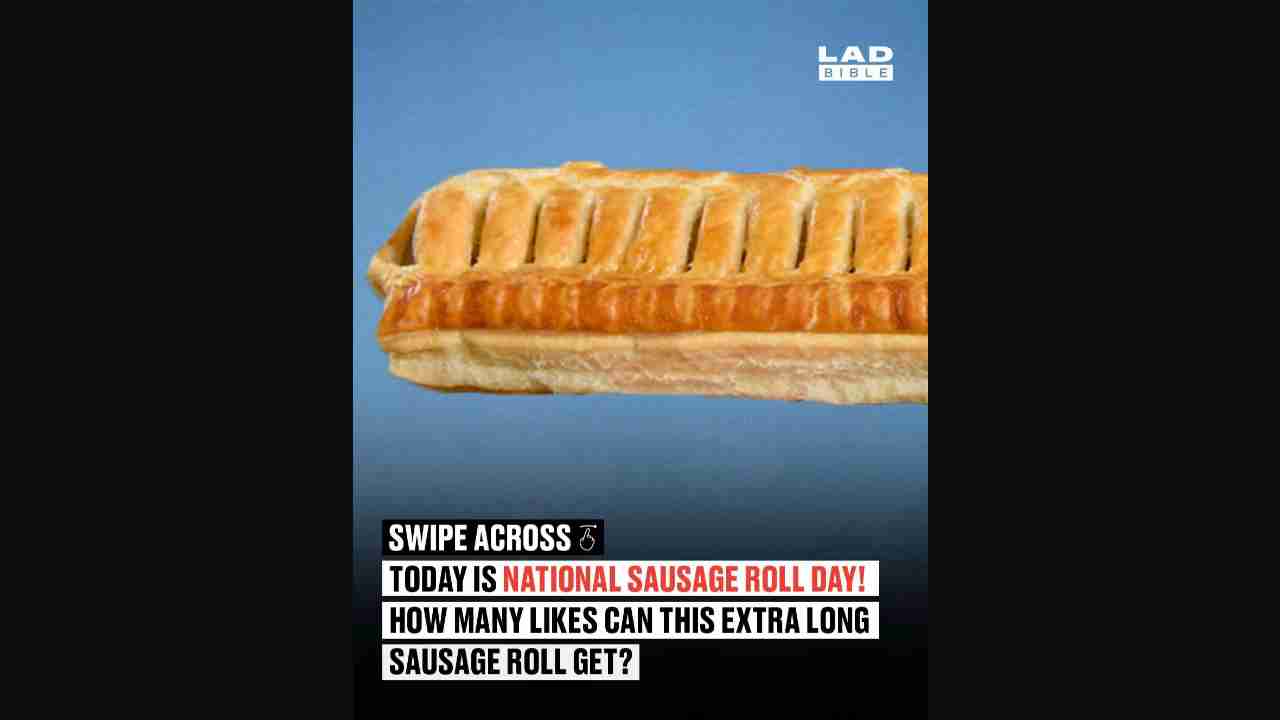 LAD
BIBLE
SWIPE ACROSS
TODAY IS NATIONAL SAUSAGE ROLL DAY!
HOW MANY LIKES CAN THIS EXTRA LONG
SAUSAGE ROLL GET?